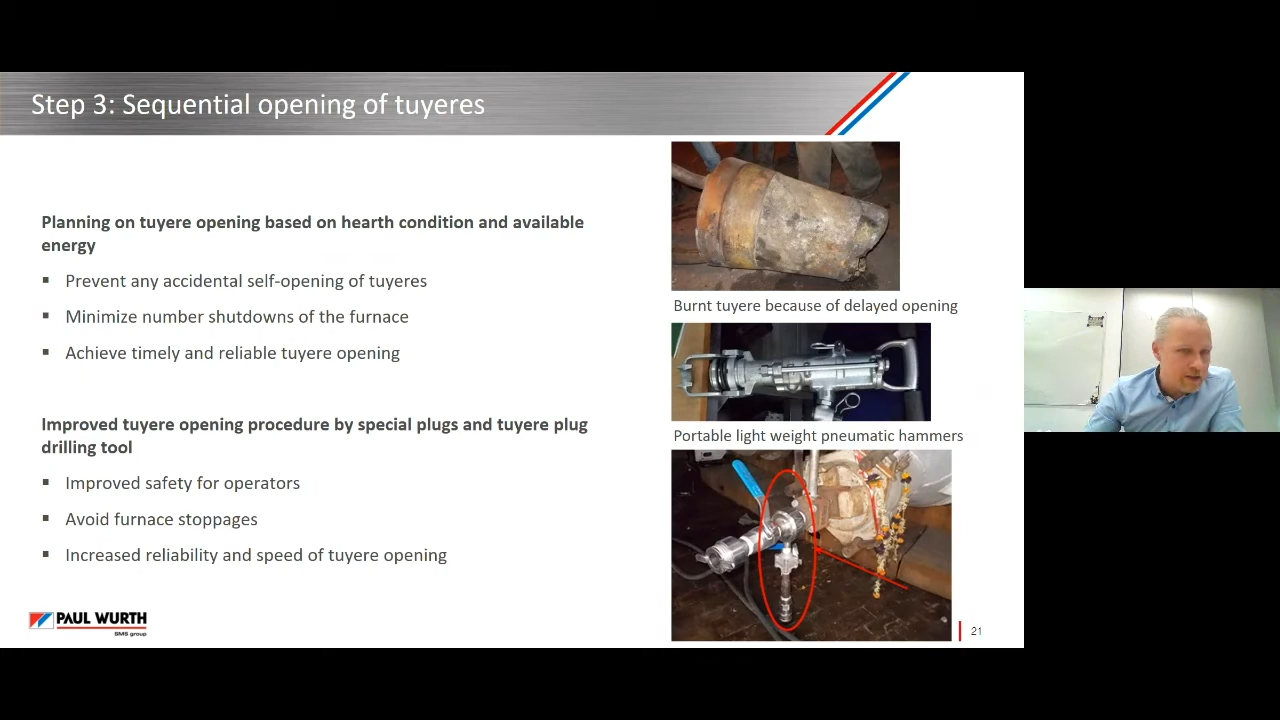 Step 3: Sequential opening of tuyeres
Planning on tuyere opening based on hearth condition and available
energy
▪ Prevent any accidental self-opening of tuyeres
▪ Minimize number shutdowns of the furnace
▪ Achieve timely and reliable tuyere opening
Improved tuyere opening procedure by special plugs and tuyere plug
drilling tool
▪ Improved safety for operators
▪ Avoid furnace stoppages
▪ Increased reliability and speed of tuyere opening
Burnt tuyere because of delayed opening
Portable light weight pneumatic hammers
PAUL WURTH
SMS group
21